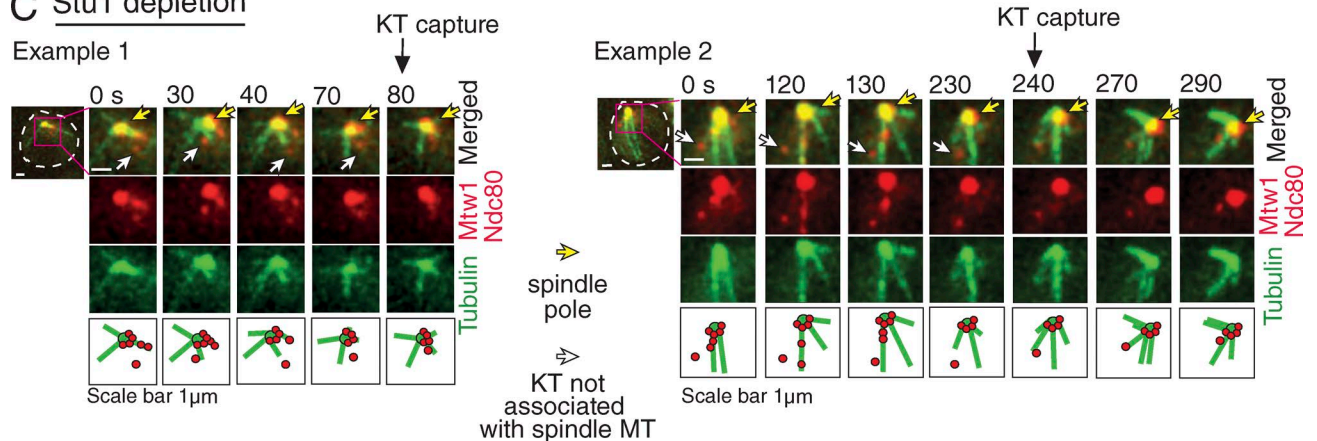 C Stu1 depletion
KT capture
Example 1
0 s 30 40 70 80
Merged
Mtw1
Ndc80
Tubulin
Scale bar 1μm
spindle
pole
KT not
associated
with spindle MT
KT capture
Example 2
0 s 120 130 230 240 270 290
Merged
Mtw1
Ndc80
Tubulin
Scale bar 1μm